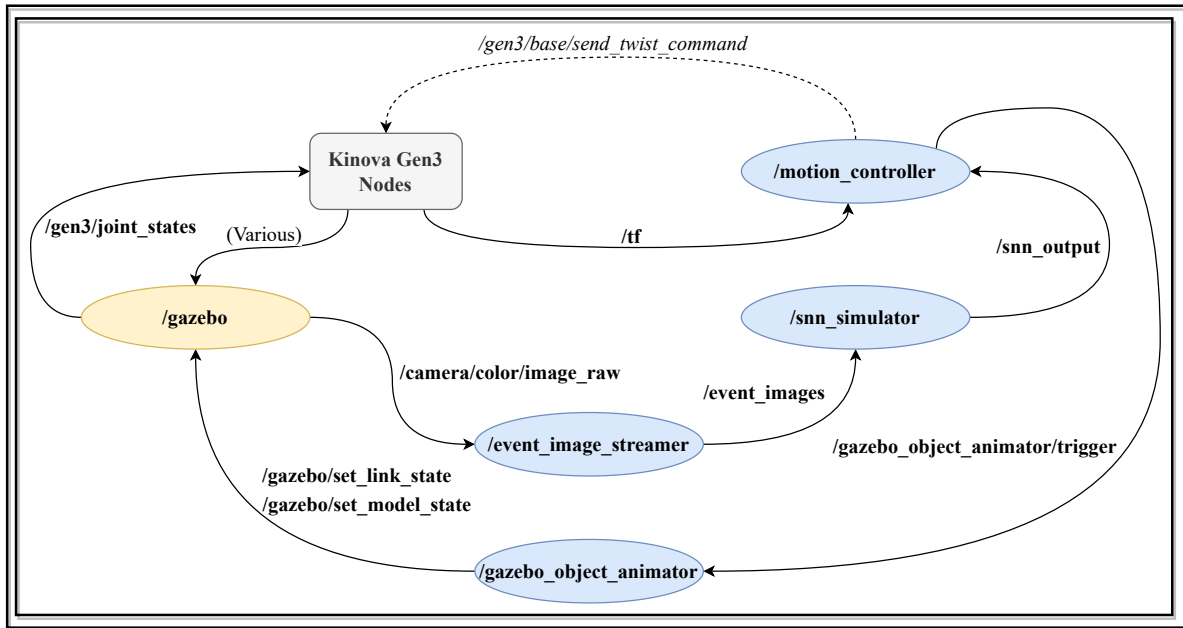 /gen3/base/send_twist_command
Kinova Gen3
Nodes
/motion_controller
/gen3/joint_states
(Various)
/tf
/snn_output
/gazebo
/snn_simulator
/camera/color/image_raw
/event_images
/event_image_streamer
/gazebo_object_animator/trigger
/gazebo/set_link_state
/gazebo/set_model_state
/gazebo_object_animator